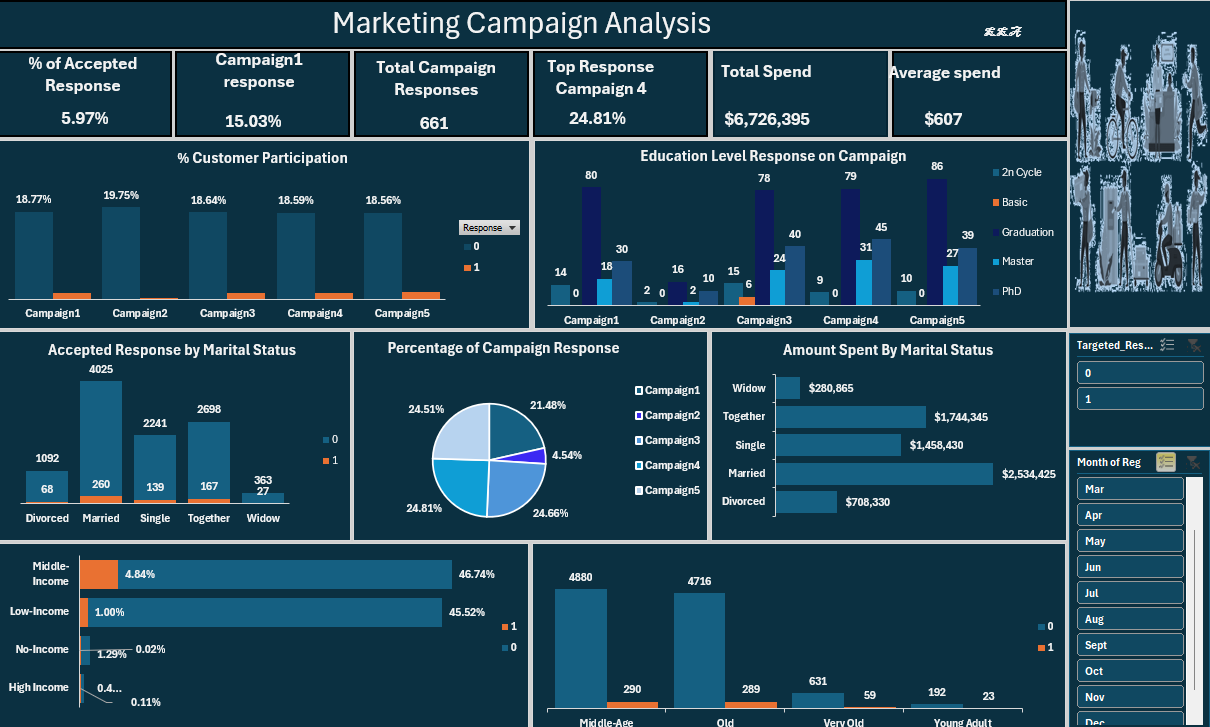 Marketing Campaign Analysis
% of Accepted
Response
5.97%
Campaign1
response
15.03%
Total Campaign
Responses
661
Top Response
Campaign 4
24.81%
Total Spend
$6,726,395
Average spend
$607
% Customer Participation
18.77%
19.75%
18.64%
18.59%
18.56%
Response
0
1
Campaign1
Campaign2
Campaign3
Campaign4
Campaign5
Education Level Response on Campaign
80
14
0
18
30
2
0
16
2
10
15
6
78
24
40
9
0
79
31
45
10
0
86
27
39
Campaign1
Campaign2
Campaign3
Campaign4
Campaign5
2n Cycle
Basic
Graduation
Master
PhD
Accepted Response by Marital Status
1092
68
4025
260
2241
139
2698
167
363
27
0
1
Divorced
Married
Single
Together
Widow
Percentage of Campaign Response
21.48%
4.54%
24.66%
24.81%
24.51%
Campaign1
Campaign2
Campaign3
Campaign4
Campaign5
Amount Spent By Marital Status
Widow
$280,865
Together
$1,744,345
Single
$1,458,430
Married
$2,534,425
Divorced
$708,330
Targeted_Res...
0
1
Month of Reg
Mar
Apr
May
Jun
Jul
Aug
Sept
Oct
Nov
Dec
Middle-
Income
4.84%
46.74%
Low-Income
1.00%
45.52%
No-Income
1.29%
0.02%
High Income
0.4...
0.11%
1
0
4880
290
4716
289
631
59
192
23
0
1
Middle-Age
Old
Very Old
Young Adult